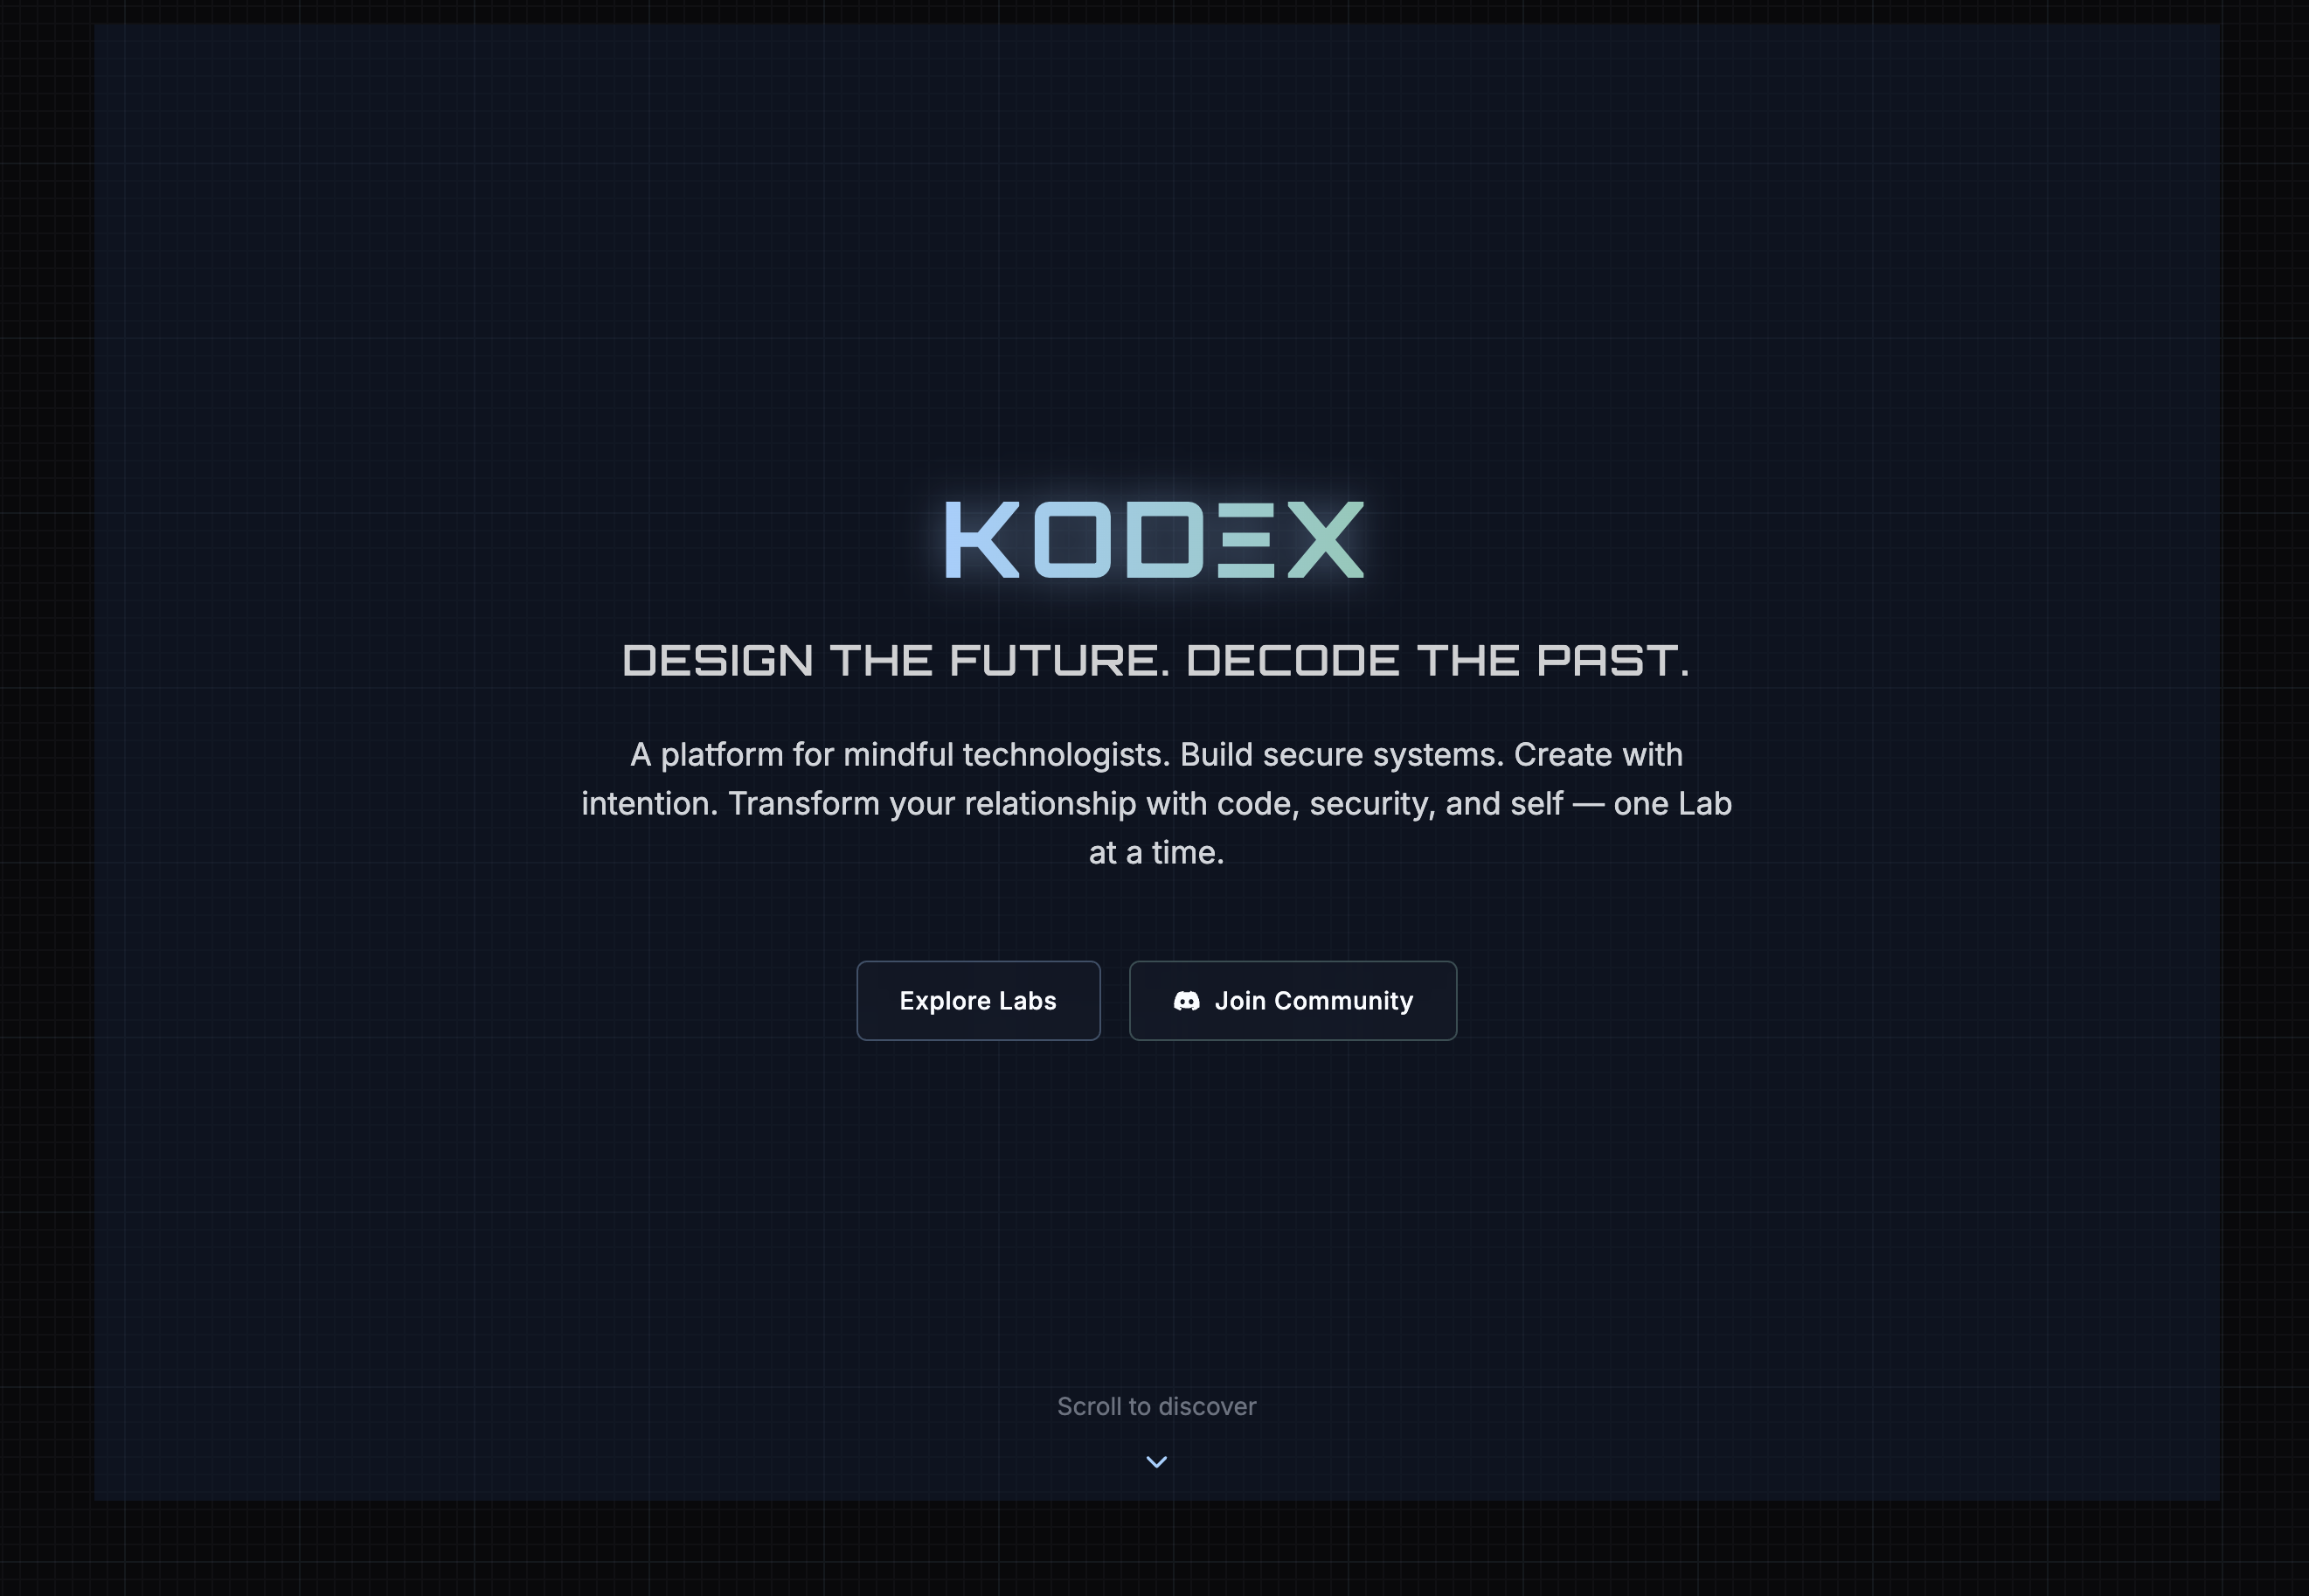 KODEX
DESIGN THE FUTURE. DECODE THE PAST.
A platform for mindful technologists. Build secure systems. Create with
intention. Transform your relationship with code, security, and self — one Lab
at a time.
Explore Labs
Join Community
Scroll to discover